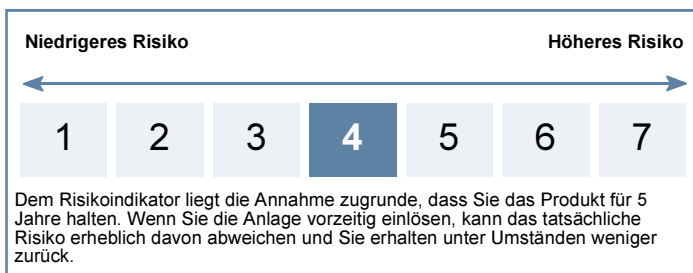 Niedrigeres Risiko Höheres Risiko
1 2 3 4 5 6 7
Dem Risikoindikator liegt die Annahme zugrunde, dass Sie das Produkt für 5
Jahre halten. Wenn Sie die Anlage vorzeitig einlösen, kann das tatsächliche
Risiko erheblich davon abweichen und Sie erhalten unter Umständen weniger
zurück.